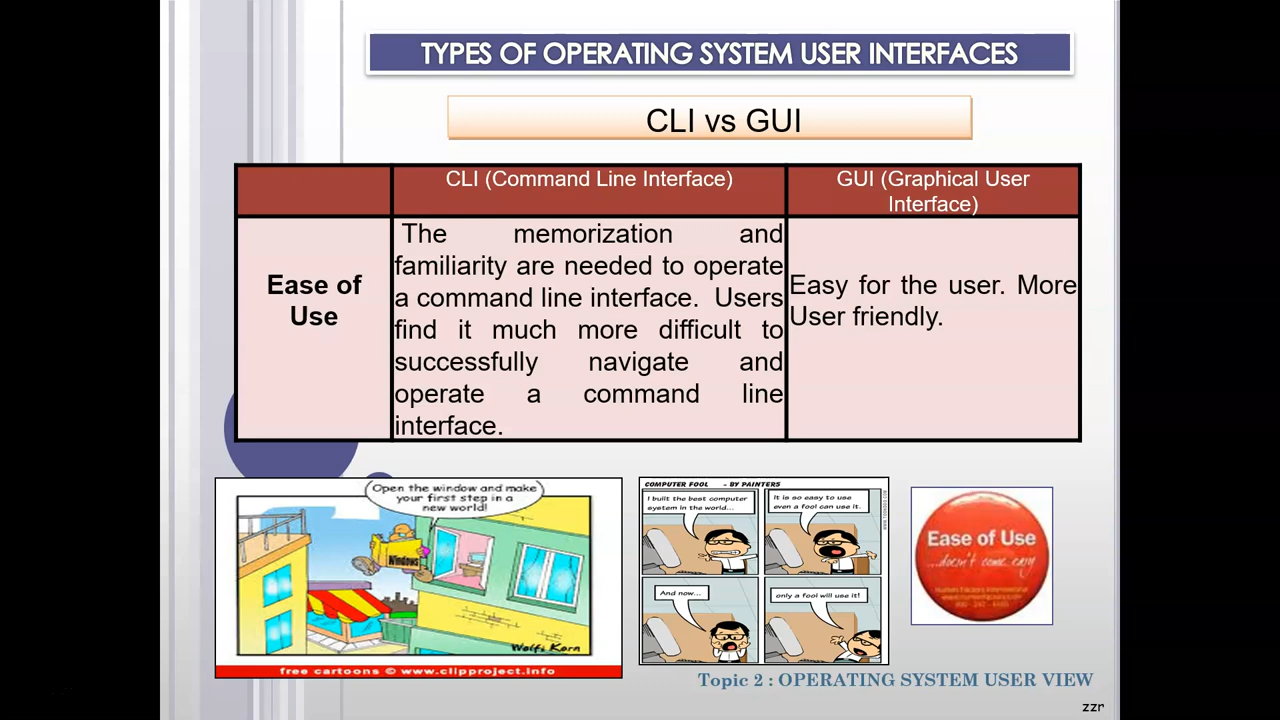 TYPES OF OPERATING SYSTEM USER INTERFACES
CLI vs GUI
CLI (Command Line Interface)
GUI (Graphical User
Interface)
Ease of
Use
The memorization and
familiarity are needed to operate
a command line interface. Users
find it much more difficult to
successfully navigate and
operate a command line
interface.
Easy for the user. More
User friendly.
Open the window and make
your first step in a
new world!
Windows
Wolfi Korn
free cartoons © www.clipproject.info
COMPUTER FOOL - BY PAINTERS
I built the best computer
system in the world...
It is so easy to use
even a fool can use it.
And now...
only a fool will use it!
Ease of Use
...doesn't come easy
Topic 2 : OPERATING SYSTEM USER VIEW
zzr